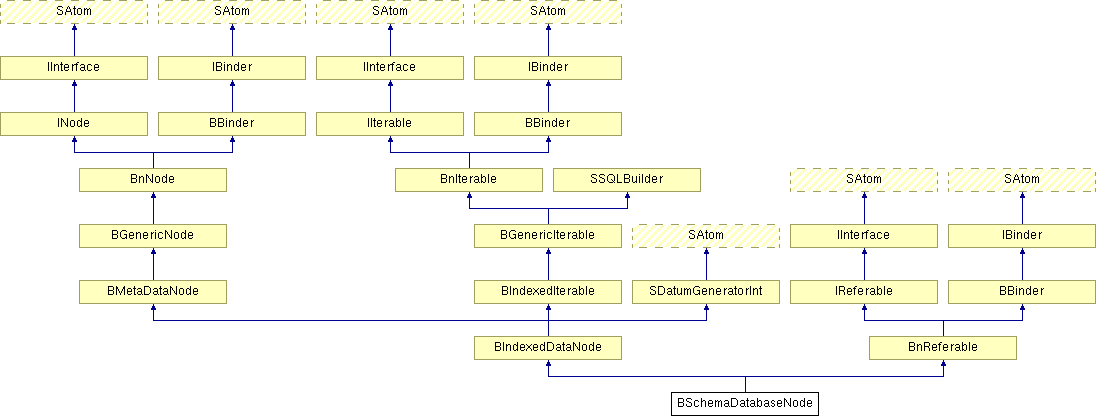 SAtom SAtom SAtom SAtom
IInterface IBinder IInterface IBinder
INode BBinder IIterable BBinder
BnNode BnIterable SSQLBuilder SAtom SAtom
BGenericNode BGenericIterable SAtom IInterface IBinder
BMetaDataNode BIndexedIterable SDatumGeneratorInt IReferable BBinder
BIndexedDataNode BnReferable
BSchemaDatabaseNode